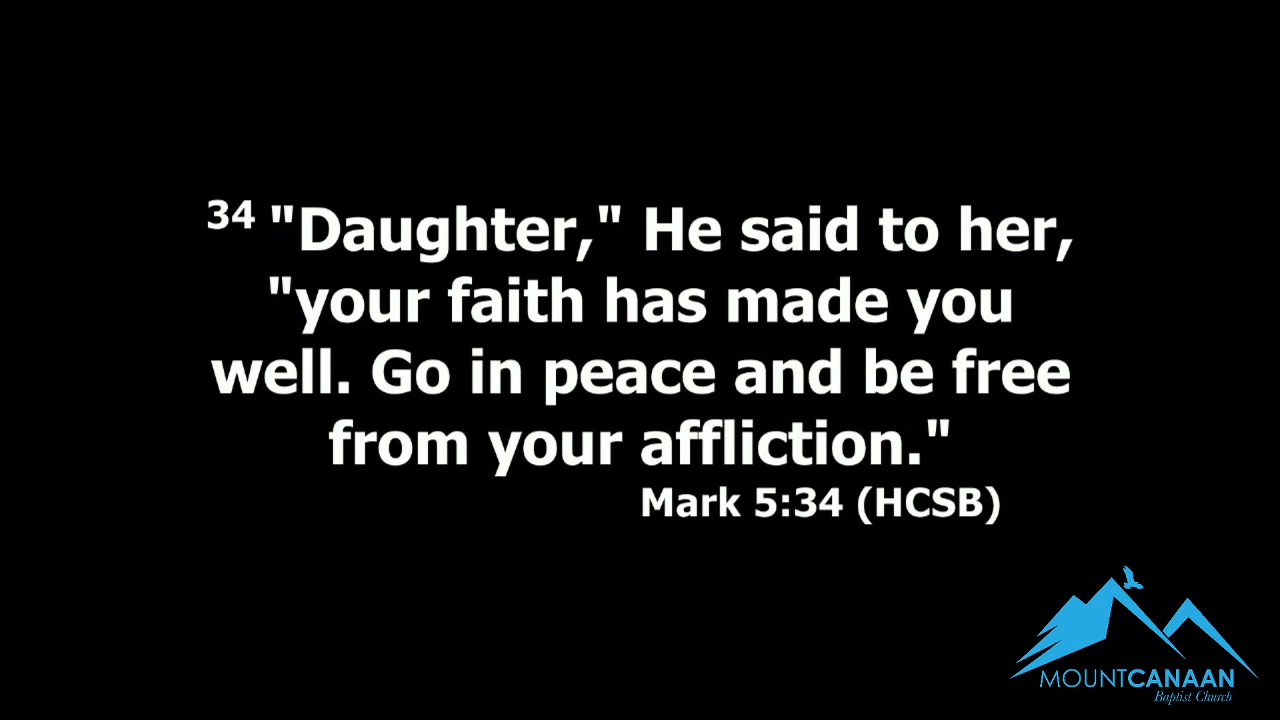 34 "Daughter," He said to her,
"your faith has made you
well. Go in peace and be free
from your affliction."
Mark 5:34 (HCSB)
MOUNTCANAAN
Baptist Church